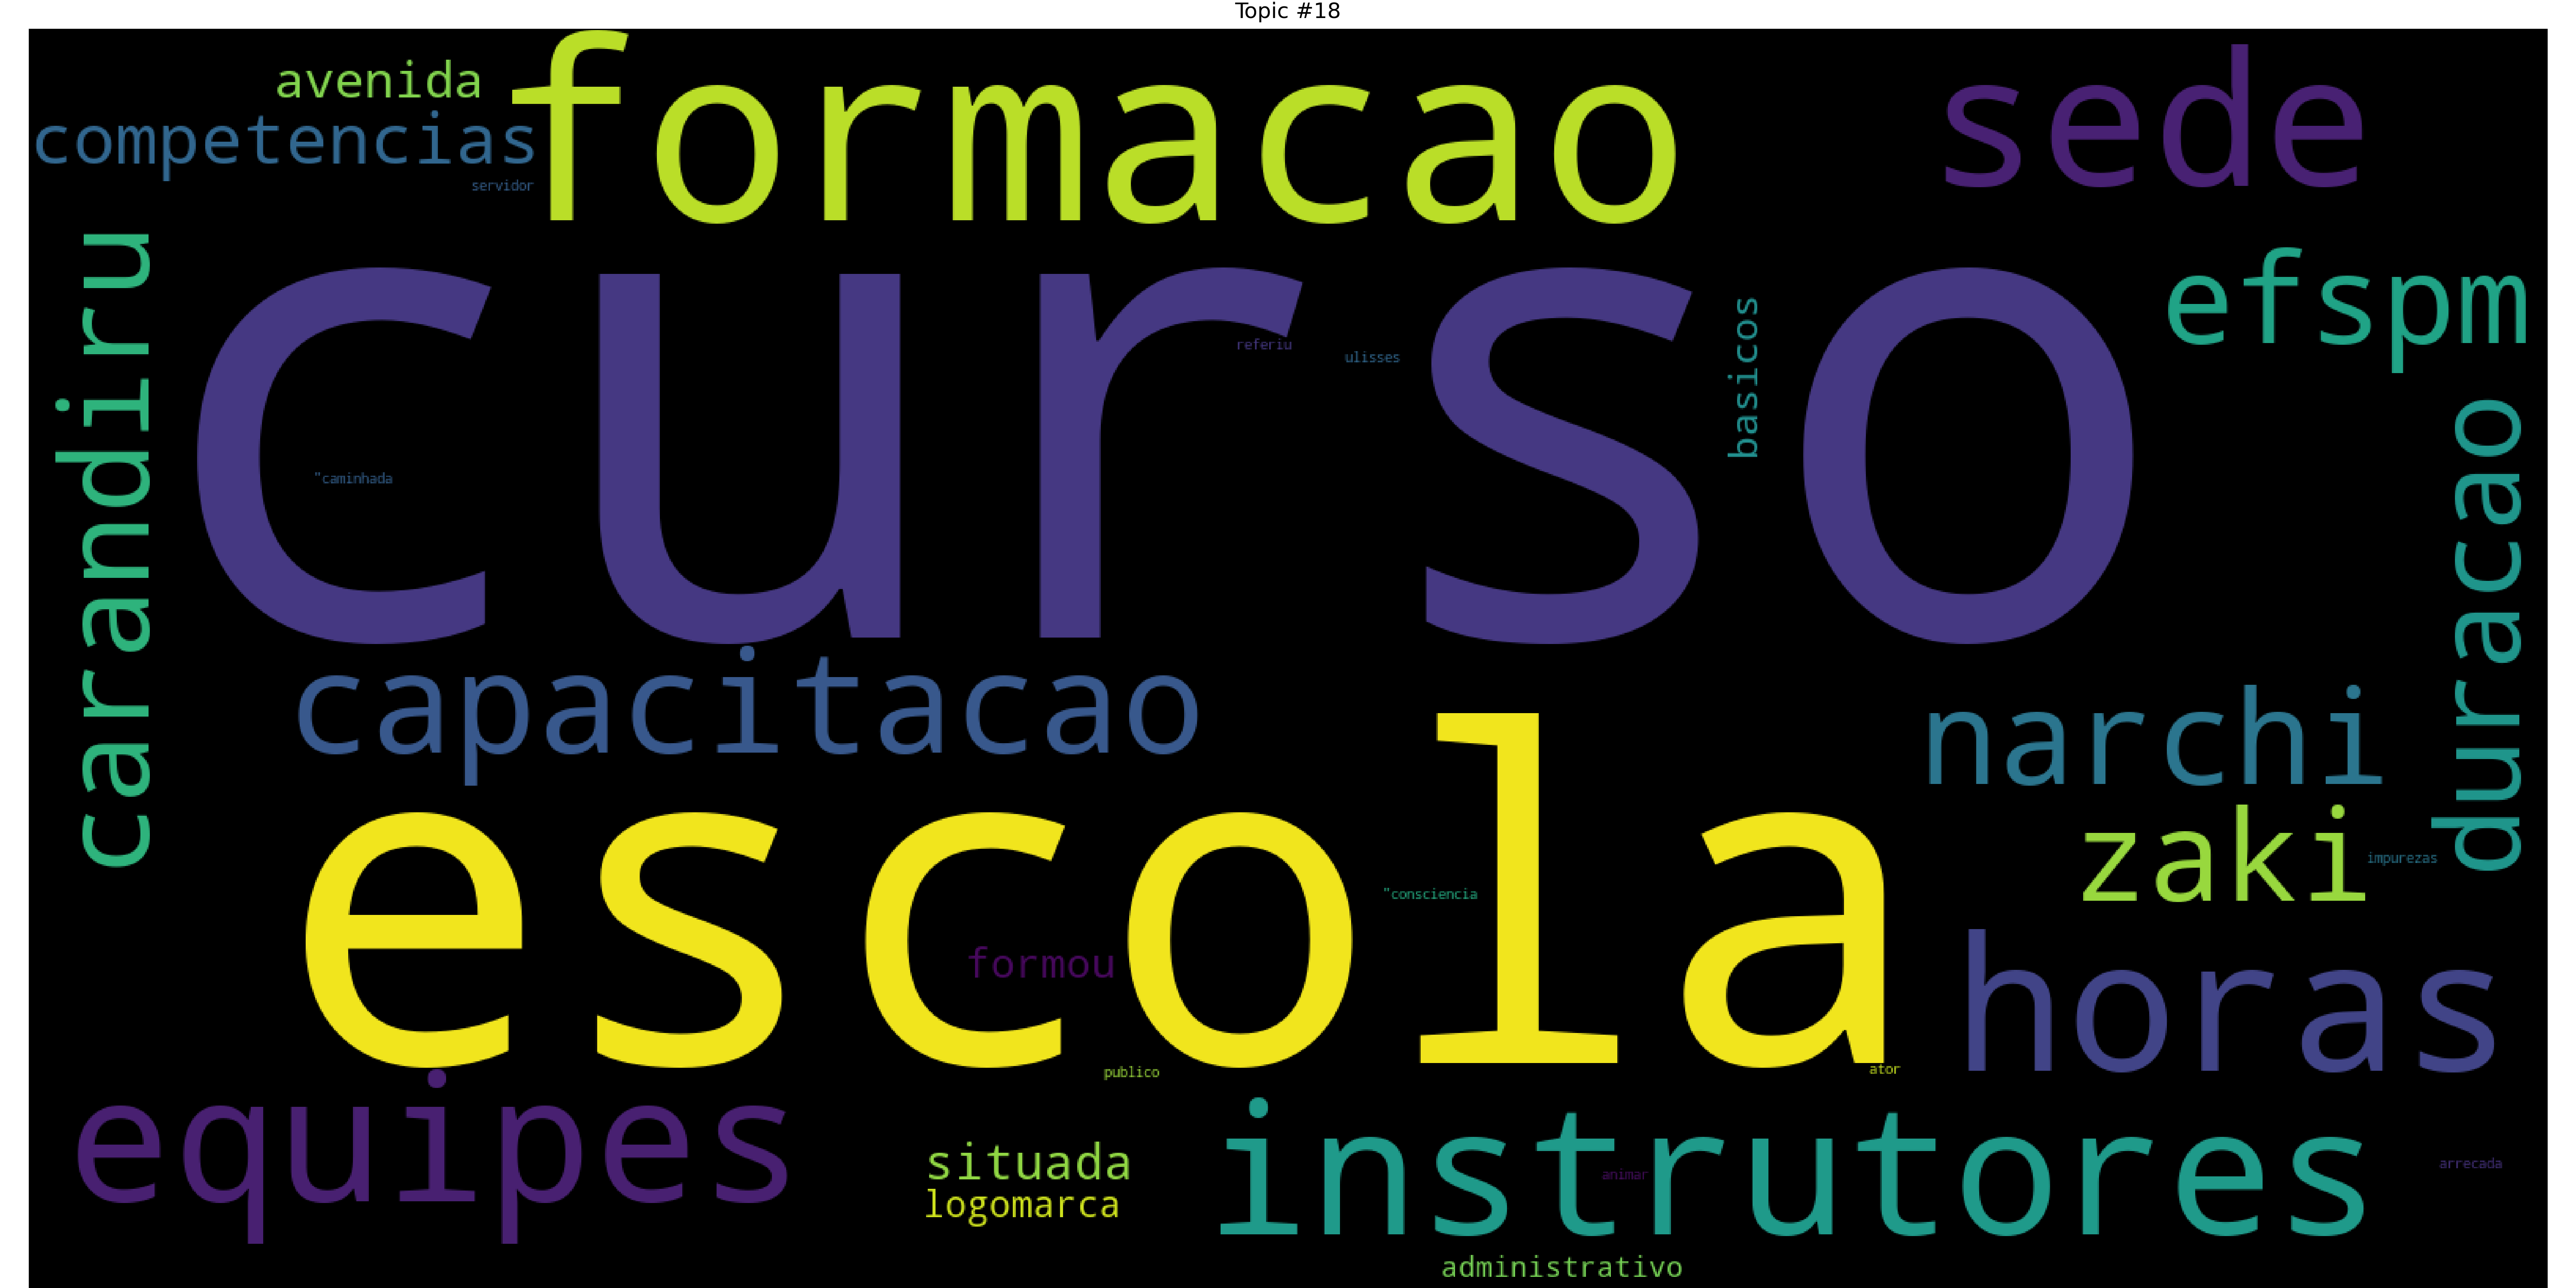 Topic #18
avenida
formacao
sede
competencias
servidor
carandiru
curso
efspm
referiu
ulisses
basicos
"caminhada
duracao
capacitacao
narchi
escola
zaki
impurezas
"consciencia
formou
horas
publico
ator
equipes
situada
instrutores
animar
arrecada
logomarca
administrativo